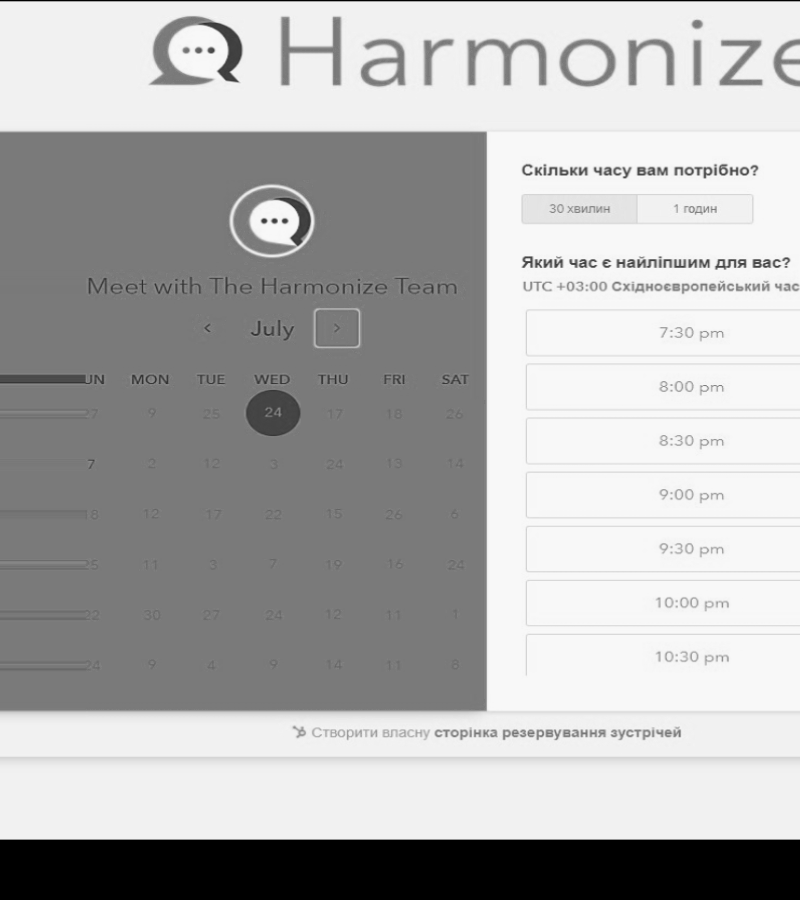 Harmonize
Meet with The Harmonize Team
July
UN MON TUE WED THU FRI SAT
27 9 25 24 17 18 26
7 2 12 3 24 13 14
18 12 17 22 15 26 6
25 11 3 7 19 16 24
22 30 27 24 12 11 1
24 9 4 9 14 11 8
Скільки часу вам потрібно?
30 хвилин 1 годин
Який час є найліпшим для вас?
UTC +03:00 Східноєвропейський час
7:30 pm
8:00 pm
8:30 pm
9:00 pm
9:30 pm
10:00 pm
10:30 pm
Створити власну сторінка резервування зустрічей